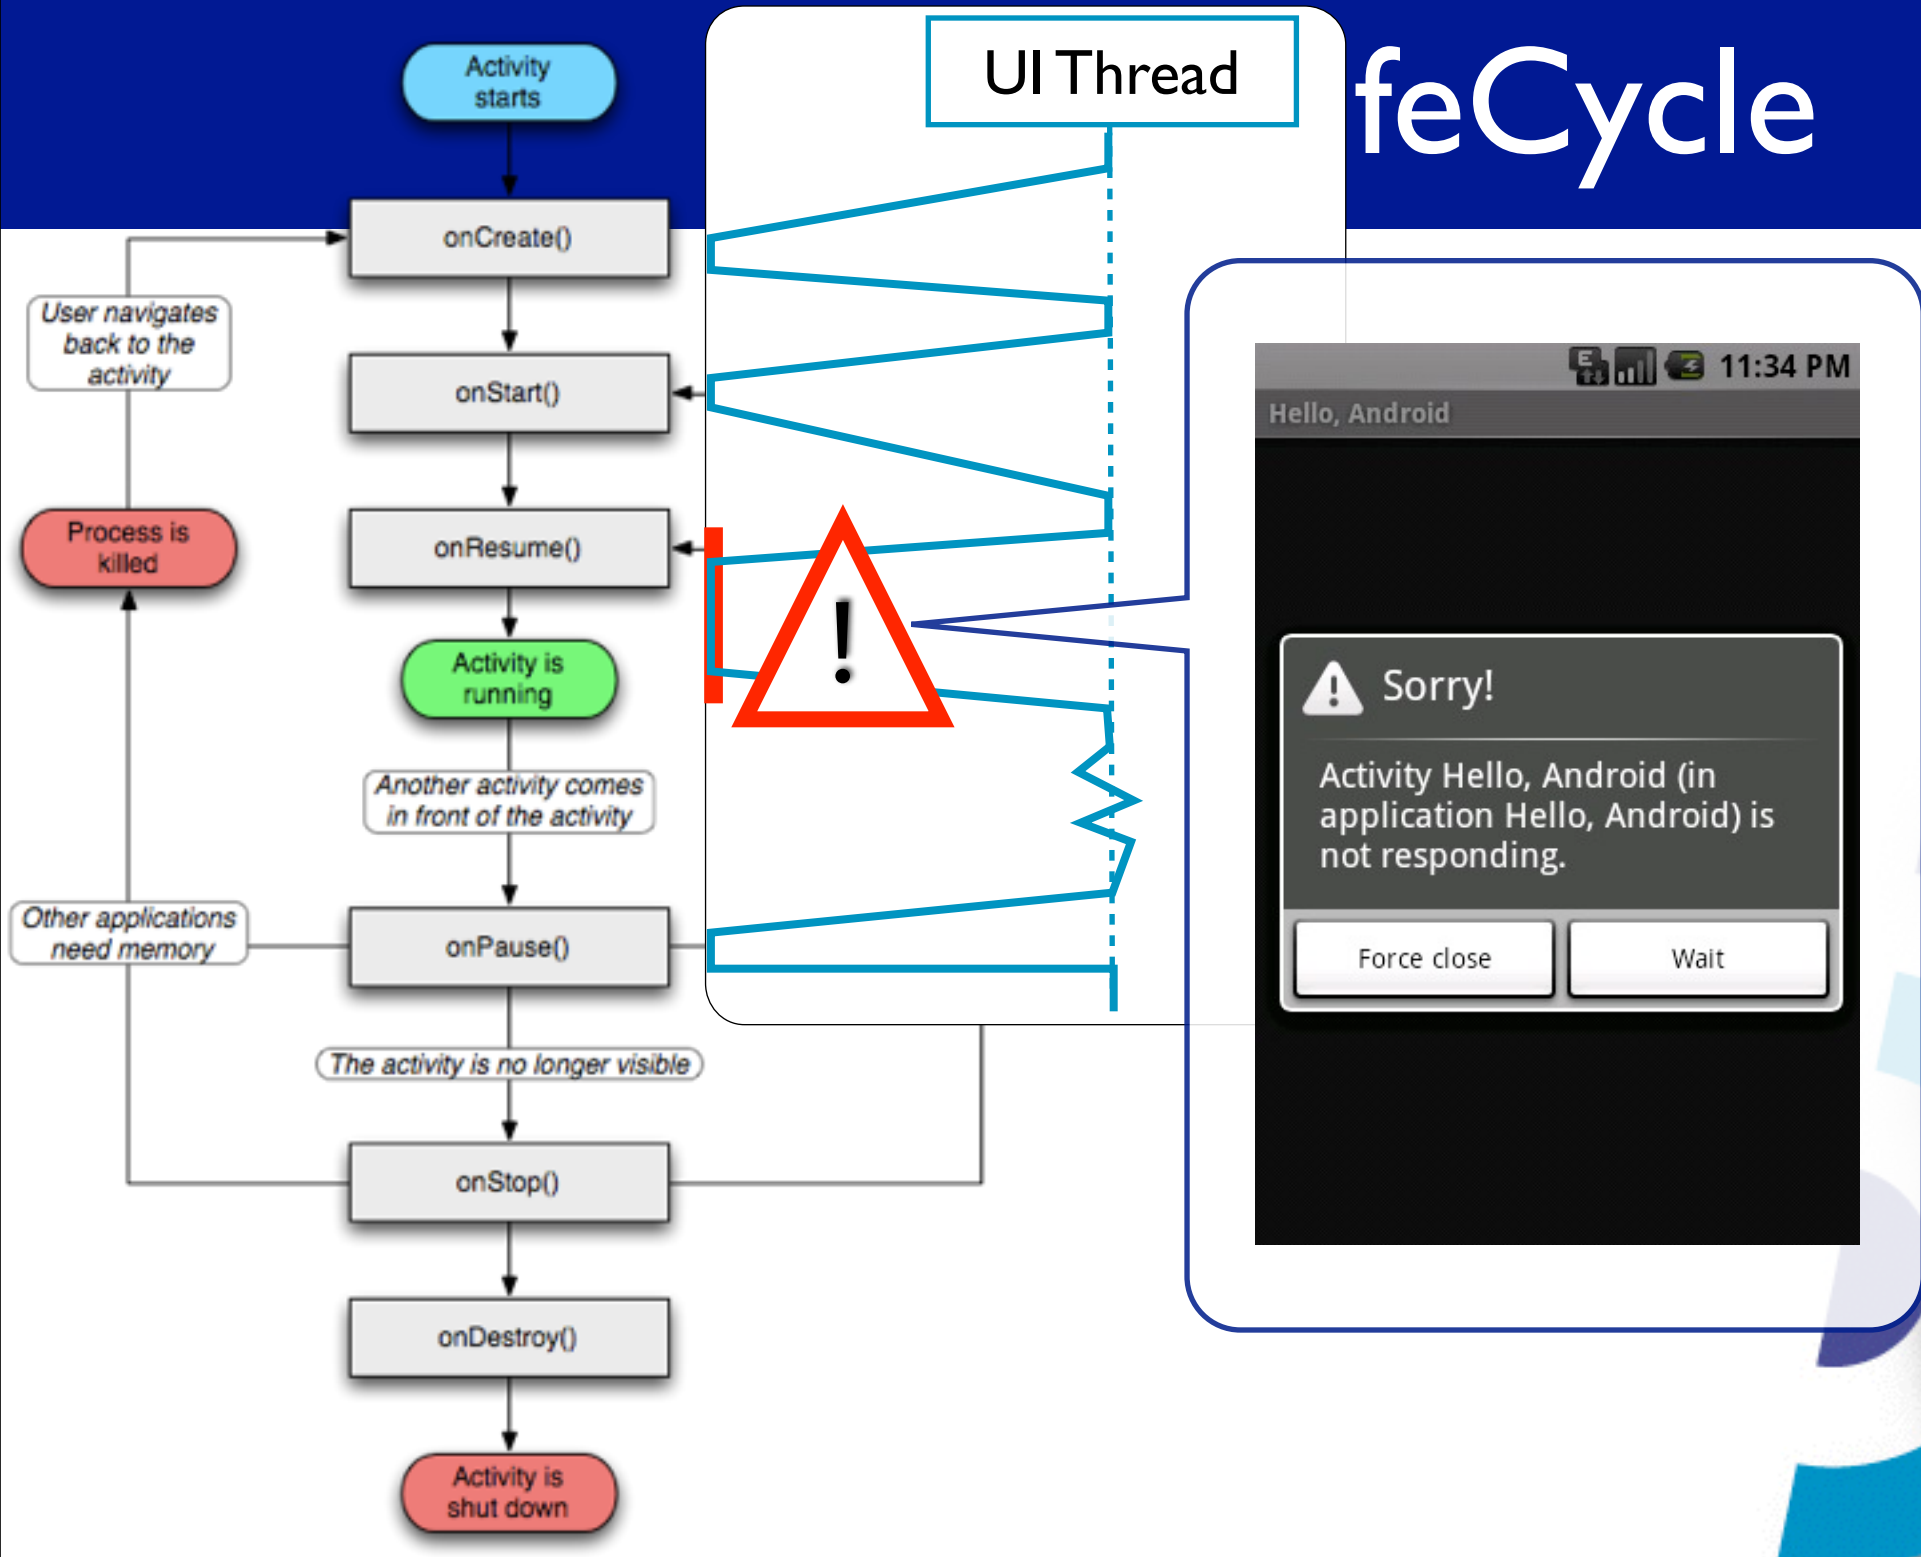 feCycle
UI Thread
Activity
starts
onCreate()
User navigates
back to the
activity
onStart()
onResume()
Process is
killed
Activity is
running
Another activity comes
in front of the activity
Other applications
need memory
onPause()
The activity is no longer visible
onStop()
onDestroy()
Activity is
shut down
!
E
11:34 PM
Hello, Android
! Sorry!
Activity Hello, Android (in
application Hello, Android) is
not responding.
Force close
Wait